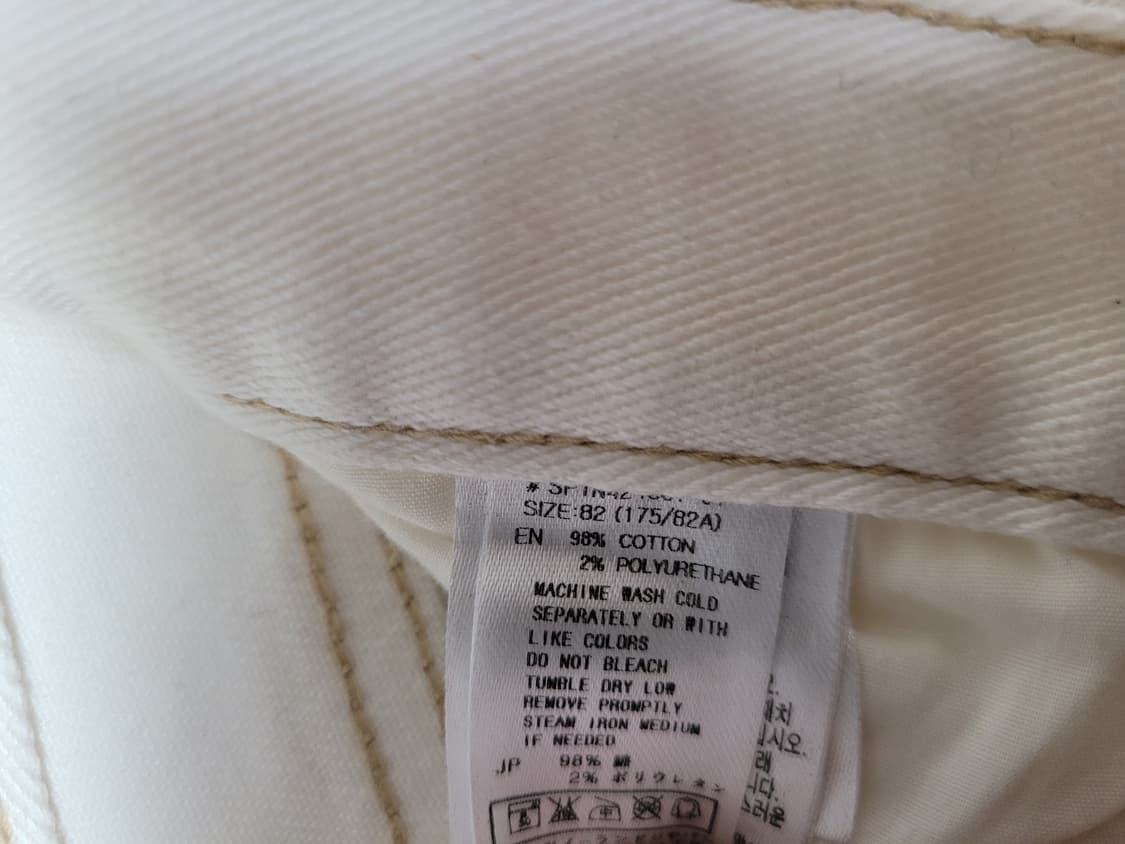 SIZE:82 (175/82A)
EN 98% COTTON
2% POLYURETHANE
MACHINE WASH COLD
SEPARATELY OR WITH
LIKE COLORS
DO NOT BLEACH
TUMBLE DRY LOW
REMOVE PROMPTLY
STEAM IRON MEDIUM
IF NEEDED
JP 98% 綿
2% ポリウレタン